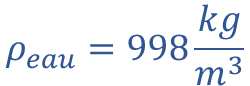 ρ_eau = 998 kg/m³